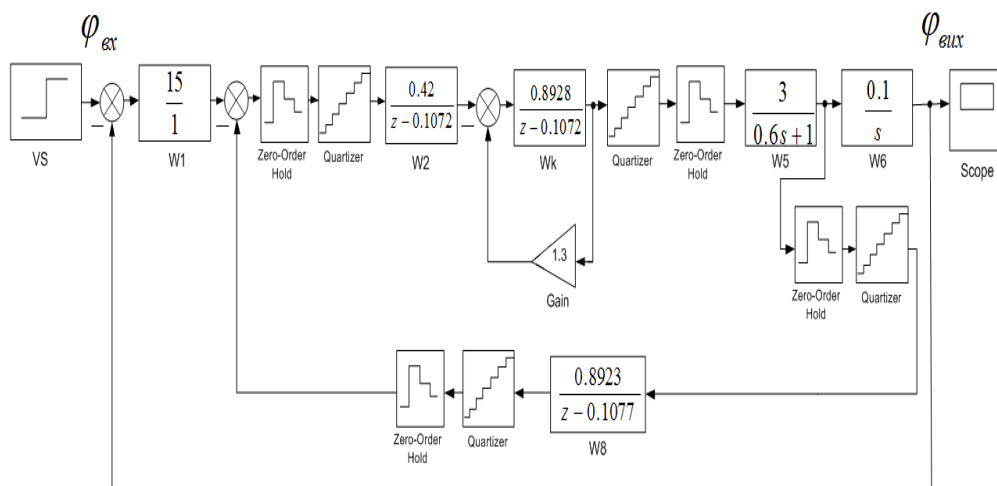 φвх
φвых
15
1
0.42
z − 0.1072
0.8928
z − 0.1072
3
0.6s+1
0.1
s
VS
W1
Zero-Order
Hold
Quartizer
W2
Wk
Quartizer
Zero-Order
Hold
W5
W6
Scope
1.3
Gain
Zero-Order
Hold
Quartizer
0.8923
z − 0.1077
Zero-Order
Hold
Quartizer
W8